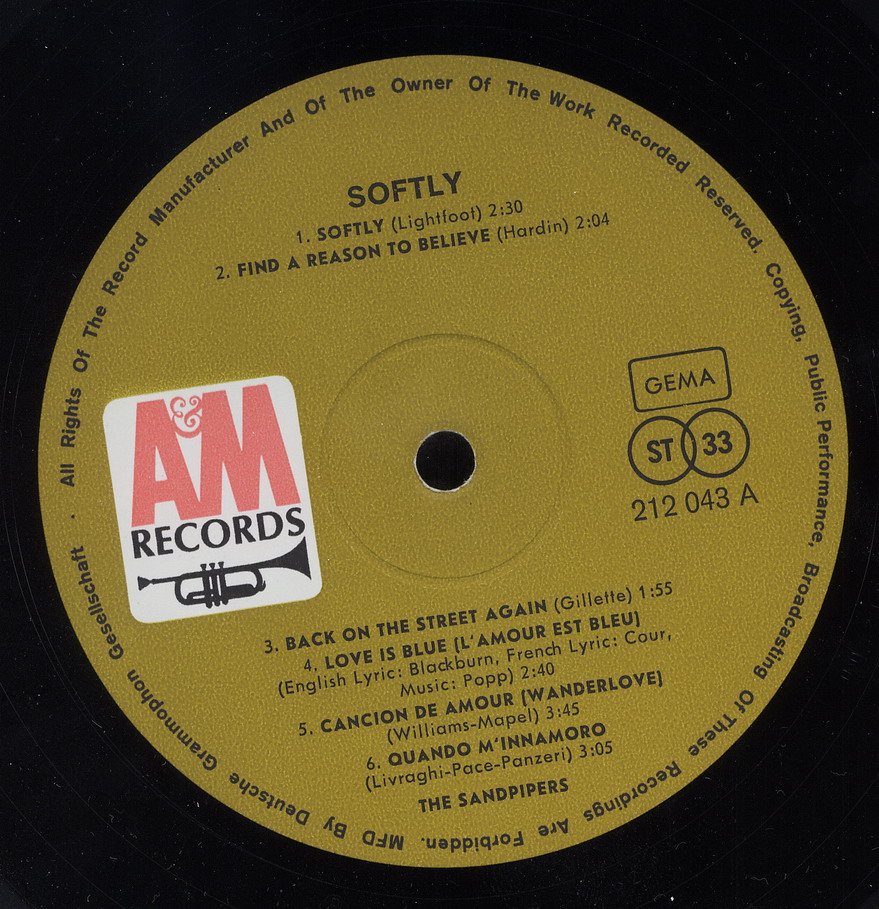 SOFTLY
1. SOFTLY (Lightfoot) 2:30
2. FIND A REASON TO BELIEVE (Hardin) 2:04
A&M
RECORDS
GEMA
ST 33
212 043 A
3. BACK ON THE STREET AGAIN (Gillette) 1:55
4. LOVE IS BLUE [L'AMOUR EST BLEU]
(English Lyric: Blackburn, French Lyric: Cour,
Music: Popp) 2:40
5. CANCION DE AMOUR [WANDERLOVE]
(Williams-Mapel) 3:45
6. QUANDO M'INNAMORO
(Livraghi-Pace-Panzeri) 3:05
THE SANDPIPERS
· All Rights Of The Record Manufacturer And Of The Owner Of The Work Recorded Reserved. Copying, Public Performance, Broadcasting Of These Recordings Are Forbidden. MFD By Deutsche Grammophon Gesellschaft